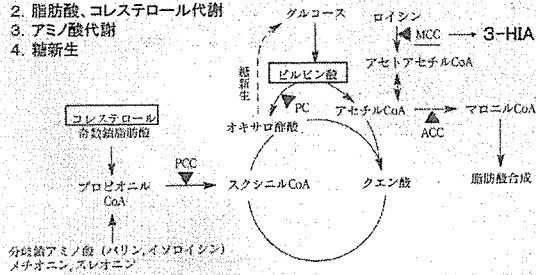 2. 脂肪酸、コレステロール代謝
3. アミノ酸代謝
4. 糖新生
グルコース
ロイシン
MCC
3-HIA
アセトアセチルCoA
糖新生
ピルビン酸
PC
アセチルCoA
マロニルCoA
ACC
オキサロ酢酸
コレステロール
奇数鎖脂肪酸
PCC
プロピオニル
CoA
スクシニルCoA
クエン酸
脂肪酸合成
分岐鎖アミノ酸 (バリン,イソロイシン)
メチオニン,スレオニン